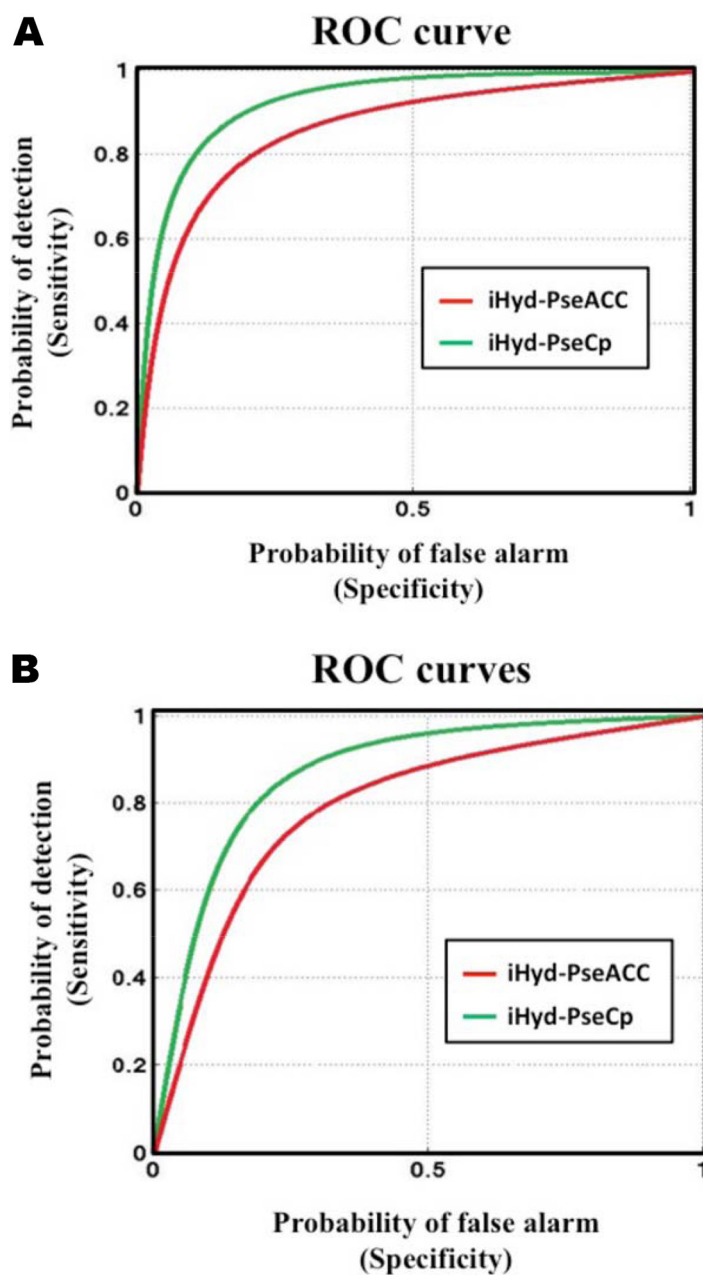 A
ROC curve
1
0.8
0.6
0.4
0.2
0
0
0.5
1
Probability of detection
(Sensitivity)
iHyd-PseACC
iHyd-PseCp
Probability of false alarm
(Specificity)
B
ROC curves
1
0.8
0.6
0.4
0.2
0
0
0.5
1
Probability of detection
(Sensitivity)
iHyd-PseACC
iHyd-PseCp
Probability of false alarm
(Specificity)